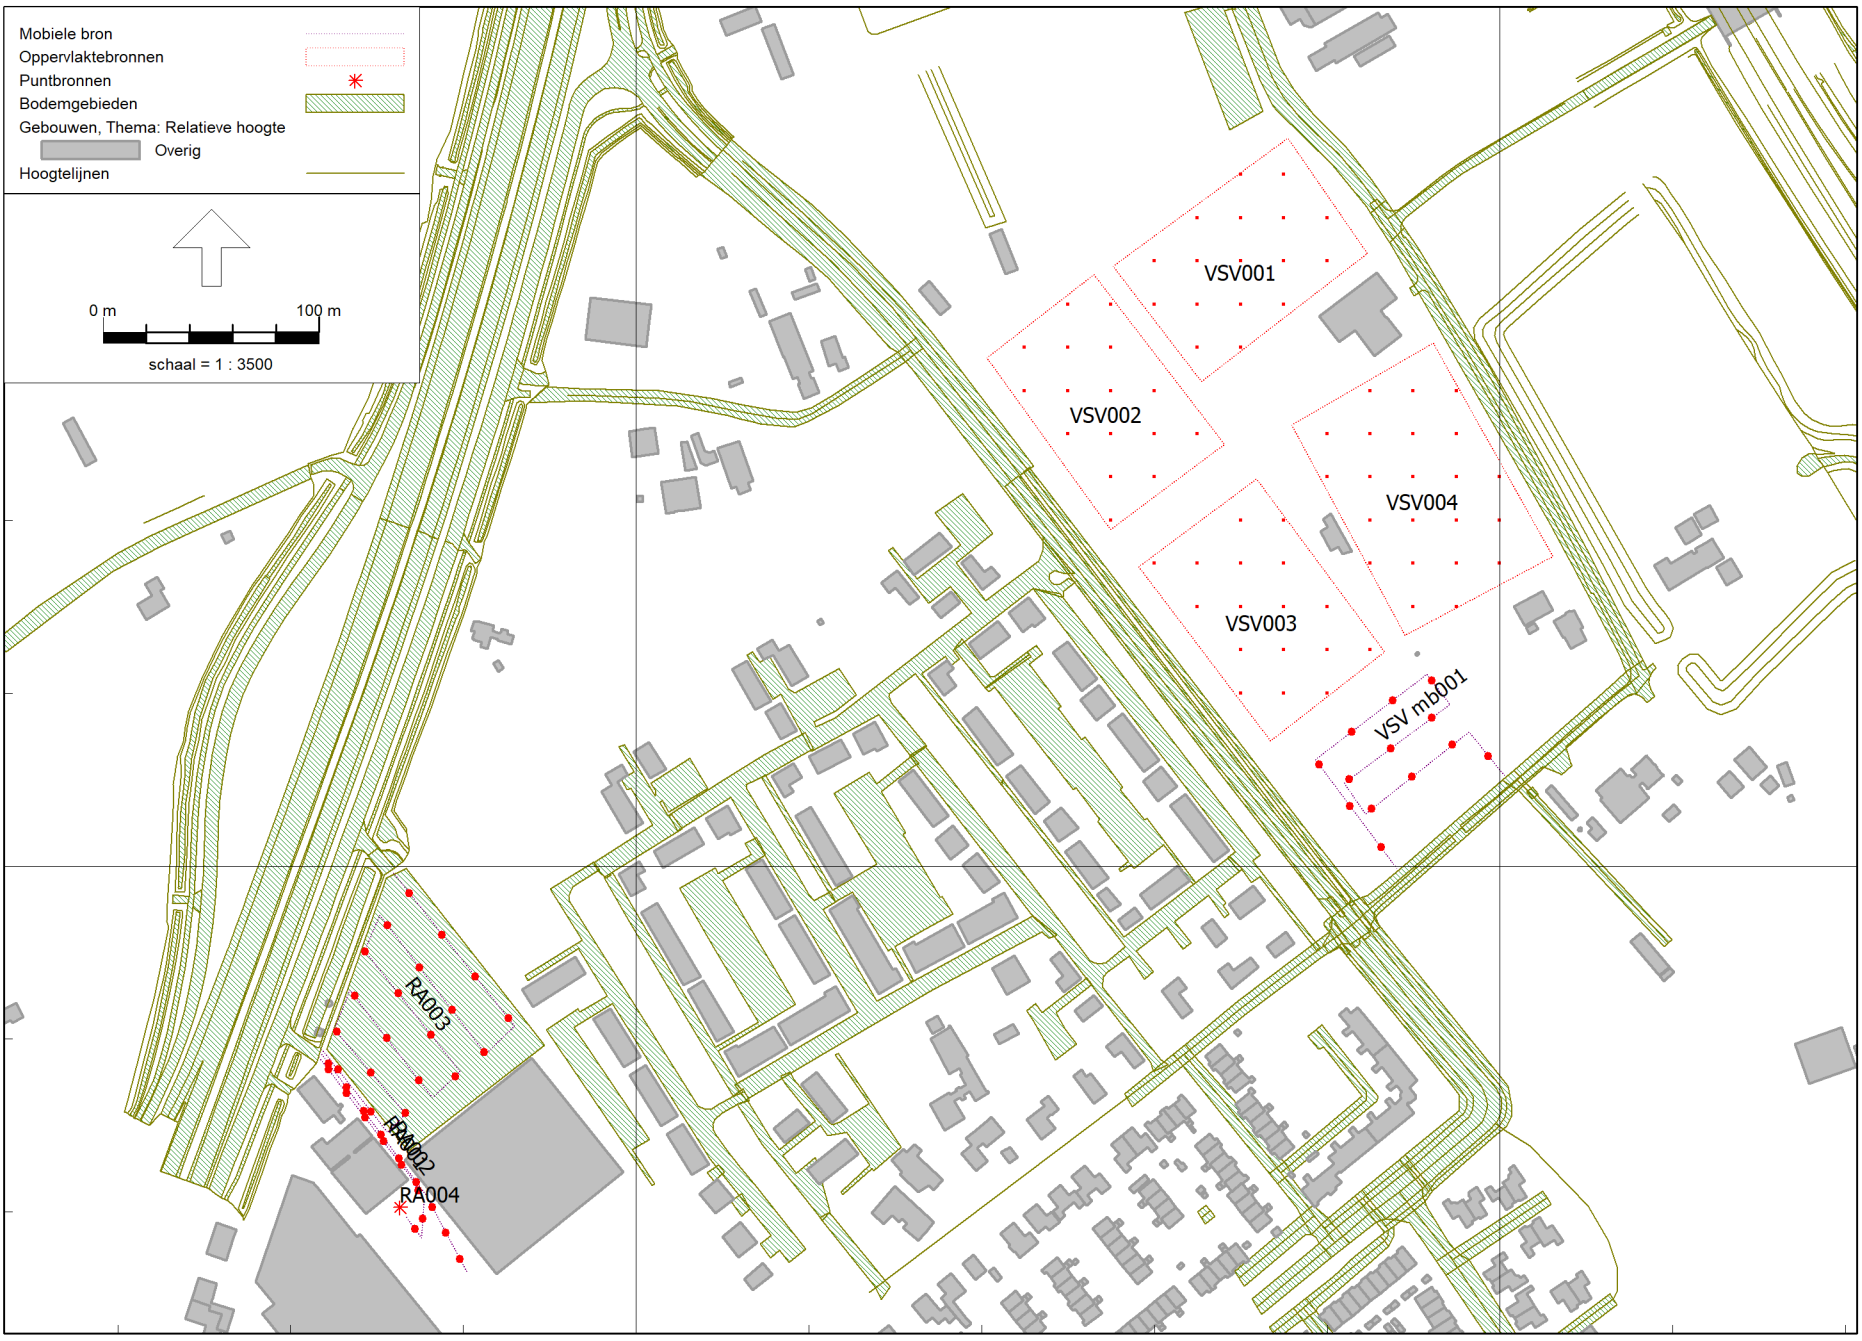 Mobiele bron
Oppervlaktebronnen
Puntbronnen
Bodemgebieden
Gebouwen, Thema: Relatieve hoogte
Overig
Hoogtelijnen
0 m 100 m
schaal = 1 : 3500
VSV001
VSV002
VSV004
VSV003
VSV mb001
RA003
RA004